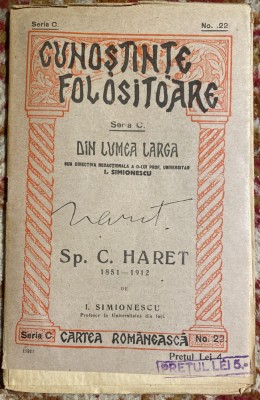 Seria C. No. 22
CUNOȘTINȚE
FOLOSITOARE
Seria C.
DIN LUMEA LARGA
SUB DIRECȚIA REDACȚIONALĂ A D-LUI PROF. UNIVERSITAR
I. SIMIONESCU
Haret.
Sp. C. HARET
1851—1912
DE
I. SIMIONESCU
Profesor la Universitatea din Iași
Seria C. CARTEA ROMÂNEASCĂ No. 22
Prețul Lei 4
PREȚUL LEI 5.—